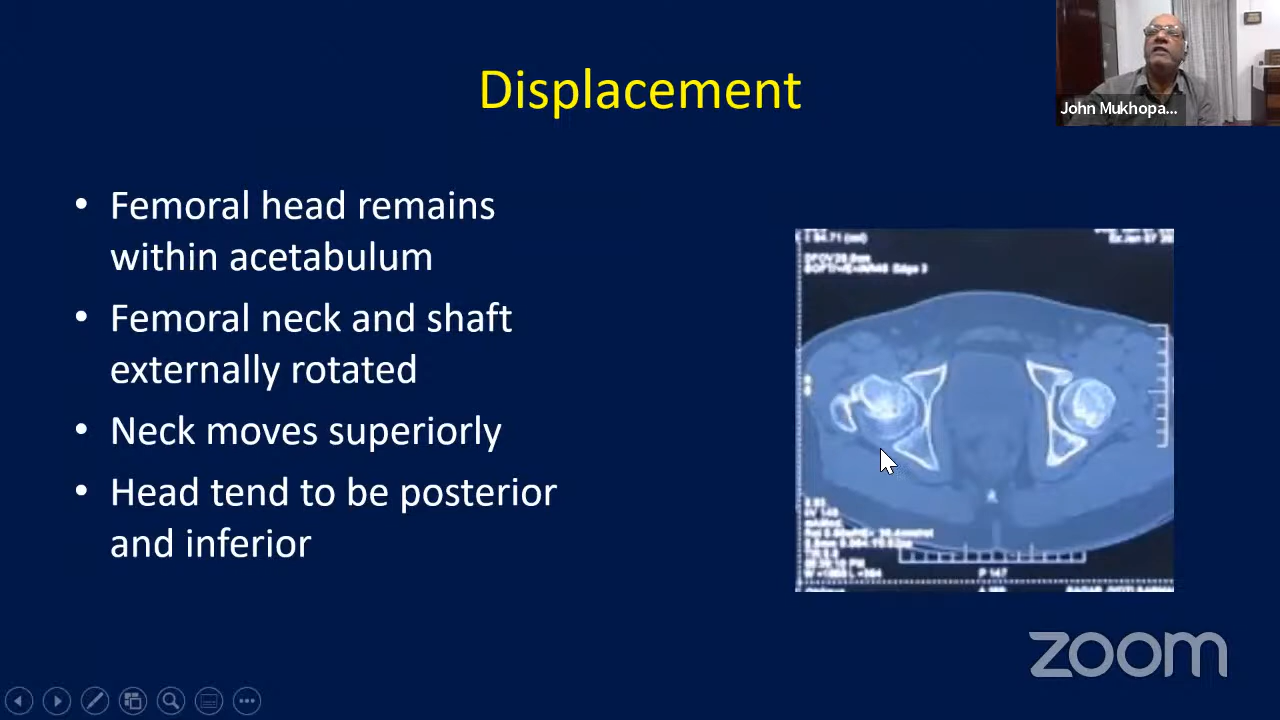 Displacement
John Mukhopa...
• Femoral head remains
within acetabulum
• Femoral neck and shaft
externally rotated
• Neck moves superiorly
• Head tend to be posterior
and inferior
P 147
zoom